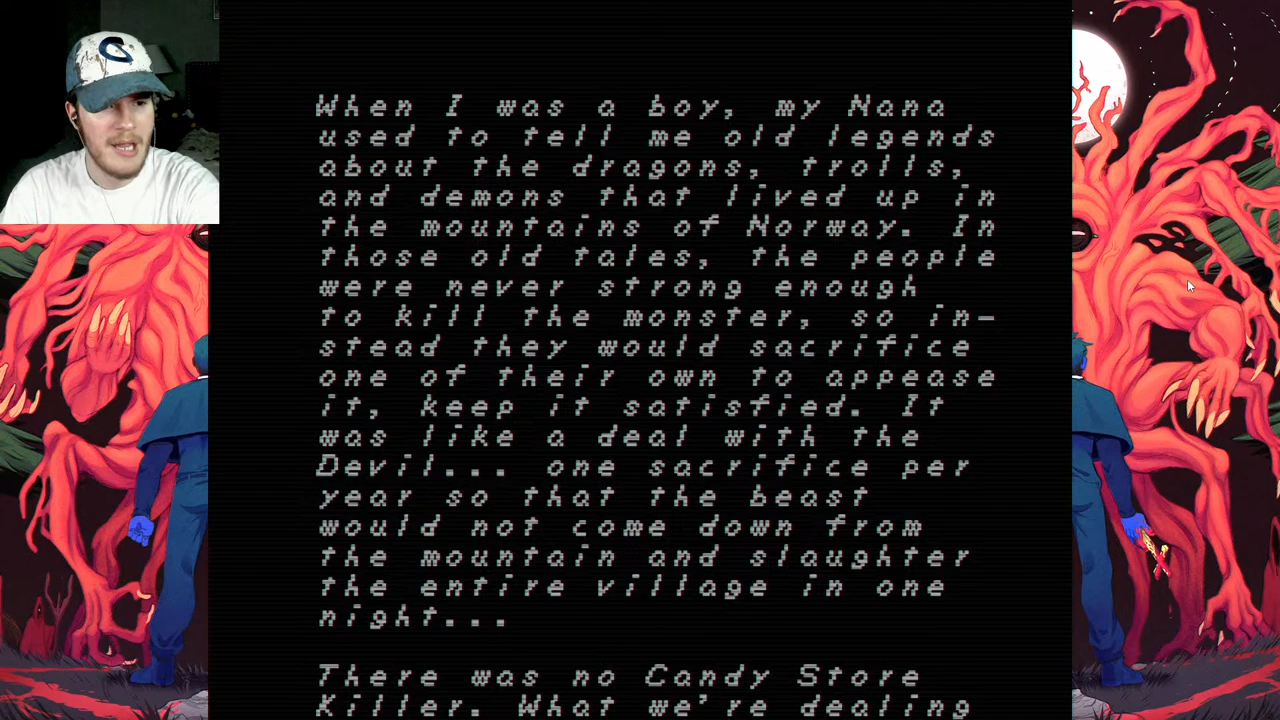 When I was a boy, my Nana
used to tell me old legends
about the dragons, trolls,
and demons that lived up in
the mountains of Norway. In
those old tales, the people
were never strong enough
to kill the monster, so in-
stead they would sacrifice
one of their own to appease
it, keep it satisfied. It
was like a deal with the
Devil... one sacrifice per
year so that the beast
would not come down from
the mountain and slaughter
the entire village in one
night...
There was no Candy Store
Killer. What we're dealing